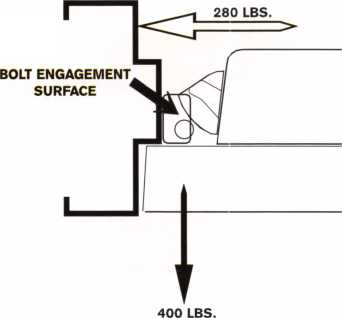 280 LBS.
BOLT ENGAGEMENT
SURFACE
400 LBS.